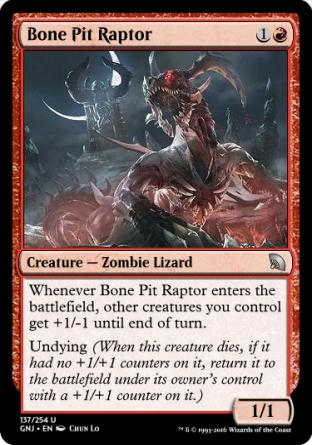 Bone Pit Raptor 1
Creature — Zombie Lizard
Whenever Bone Pit Raptor enters the
battlefield, other creatures you control
get +1/-1 until end of turn.
Undying (When this creature dies, if it
had no +1/+1 counters on it, return it to
the battlefield under its owner's control
with a +1/+1 counter on it.)
1/1
137/254 U
GNJ • EN Chun Lo
™ & © 1993-2016 Wizards of the Coast